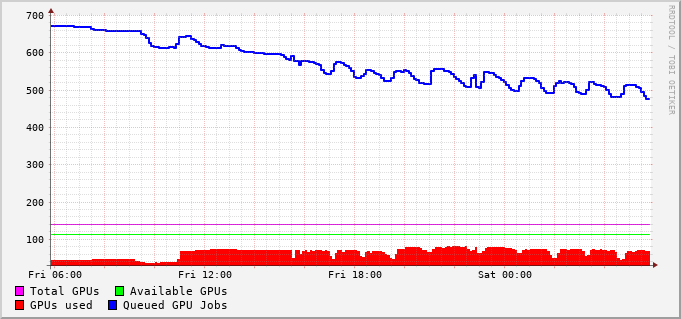 700
600
500
400
300
200
100
Fri 06:00 Fri 12:00 Fri 18:00 Sat 00:00
Total GPUs Available GPUs
GPUs used Queued GPU Jobs
RRDTOOL / TOBI OETIKER